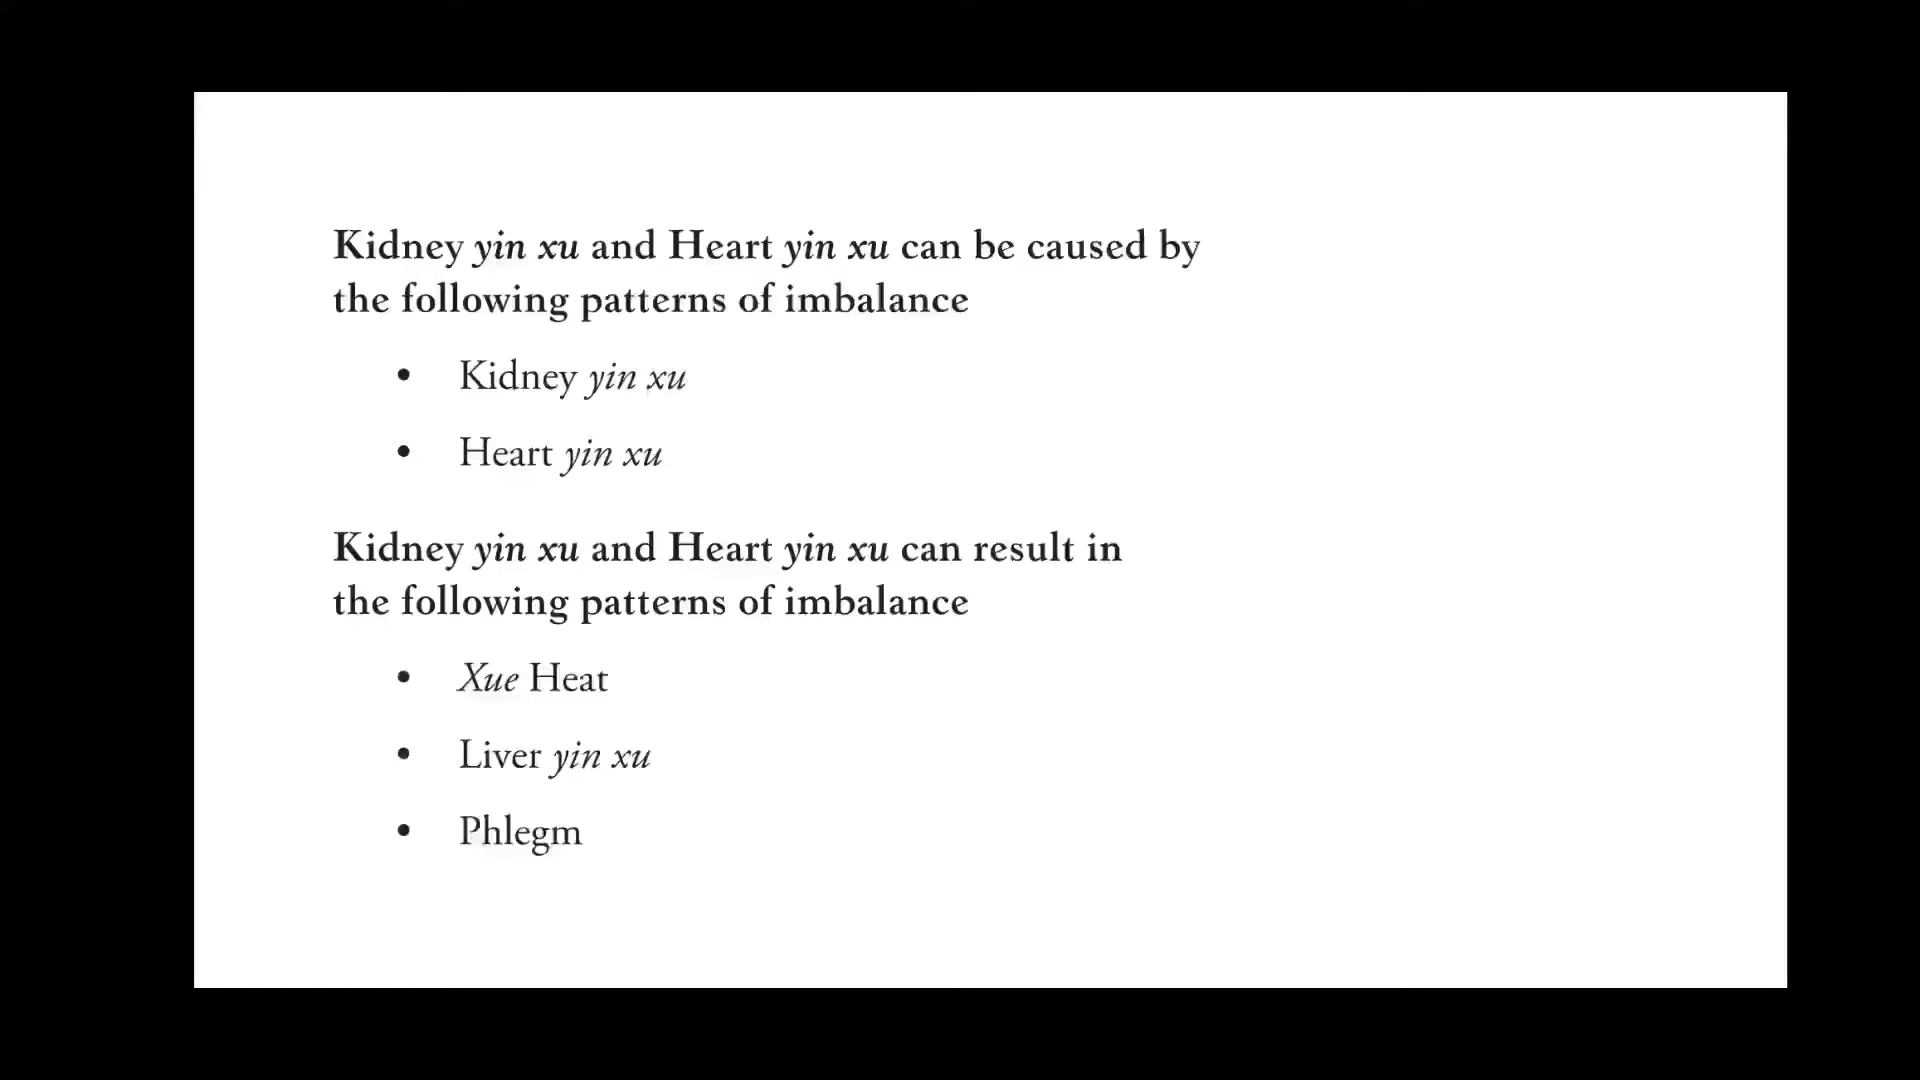 Kidney yin xu and Heart yin xu can be caused by
the following patterns of imbalance
• Kidney yin xu
• Heart yin xu
Kidney yin xu and Heart yin xu can result in
the following patterns of imbalance
• Xue Heat
• Liver yin xu
• Phlegm